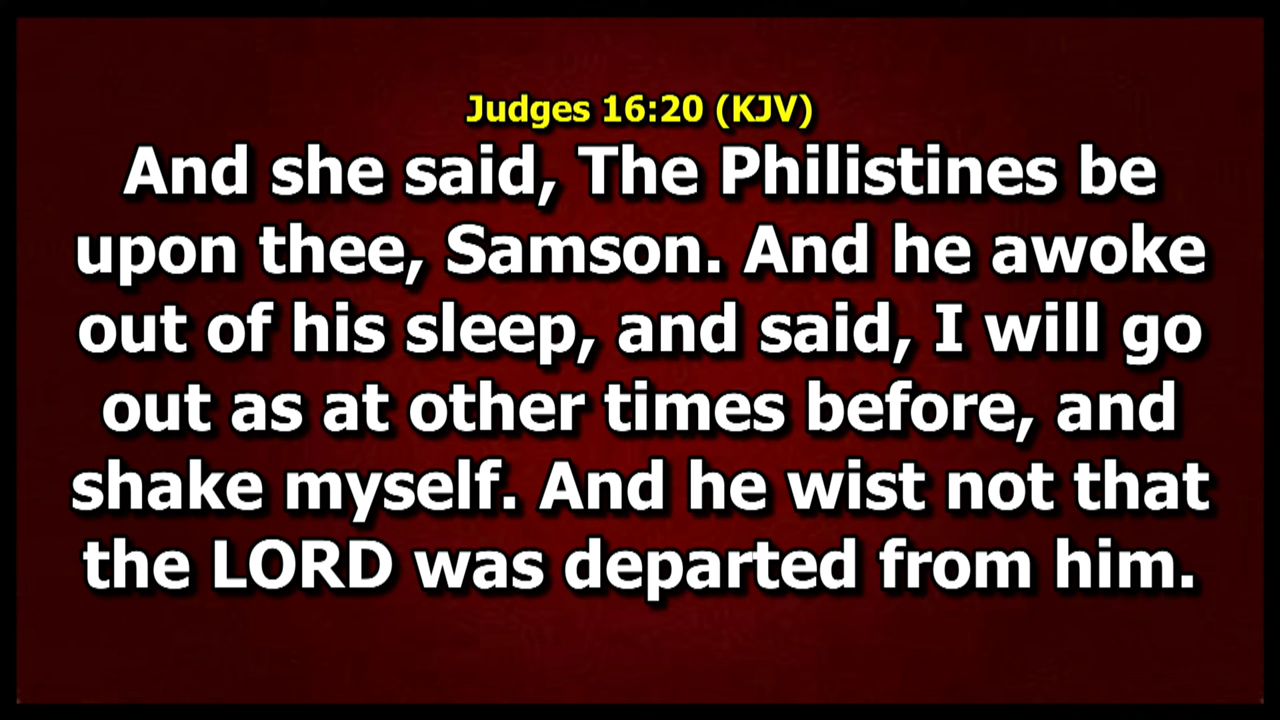 Judges 16:20 (KJV)
And she said, The Philistines be
upon thee, Samson. And he awoke
out of his sleep, and said, I will go
out as at other times before, and
shake myself. And he wist not that
the LORD was departed from him.